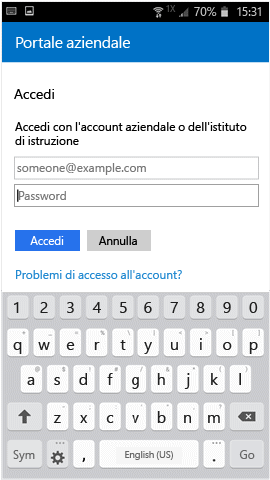 1X 70% 15:31
Portale aziendale
Accedi
Accedi con l'account aziendale o dell'istituto
di istruzione
someone@example.com
Password
Accedi Annulla
Problemi di accesso all'account?
1 2 3 4 5 6 7 8 9 0
q w e r t y u i o p
a s d f g h j k l
z x c v b n m
Sym , English (US) . Go